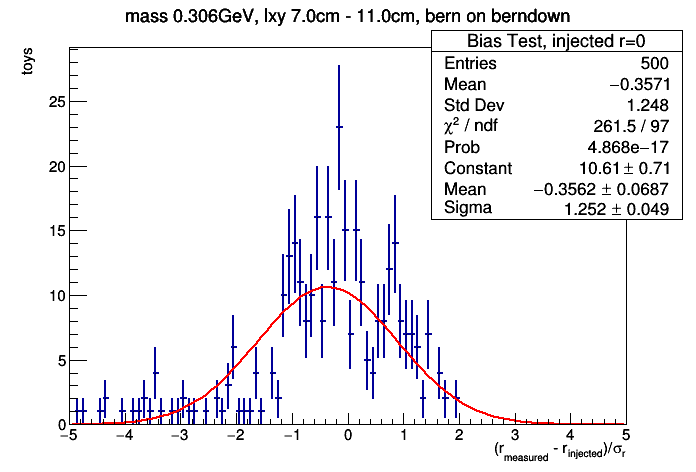 mass 0.306GeV, lxy 7.0cm - 11.0cm, bern on berndown
Bias Test, injected r=0
Entries 500
Mean −0.3571
Std Dev 1.248
χ² / ndf 261.5 / 97
Prob 4.868e−17
Constant 10.61 ± 0.71
Mean −0.3562 ± 0.0687
Sigma 1.252 ± 0.049
toys
25
20
15
10
5
0
−5 −4 −3 −2 −1 0 1 2 3 4 5
(r_measured - r_injected)/σ_r